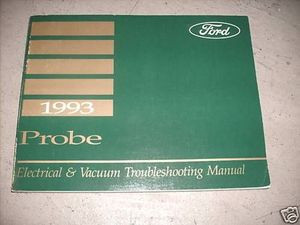 Ford
1993
Probe
Electrical & Vacuum Troubleshooting Manual